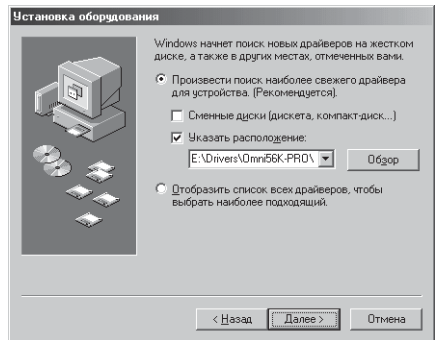 Установка оборудования
Windows начнет поиск новых драйверов на жестком
диске, а также в других местах, отмеченных вами.
Произвести поиск наиболее свежего драйвера
для устройства. (Рекомендуется).
Сменные диски (дискета, компакт-диск...)
Указать расположение:
E:\Drivers\Omni56K-PRO\
Обзор
Отобразить список всех драйверов, чтобы
выбрать наиболее подходящий.
< Назад
Далее >
Отмена